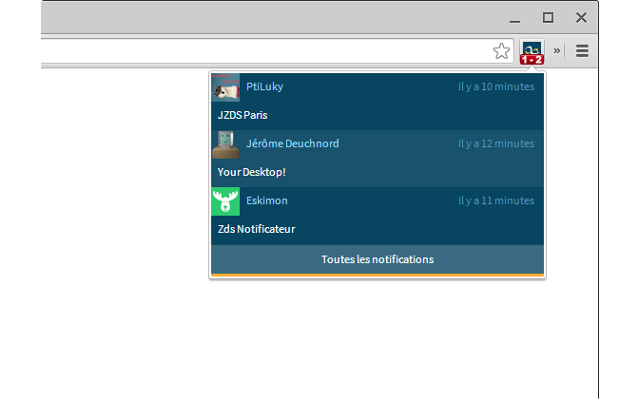 1 - 2
»
PtiLuky Il y a 10 minutes
JZDS Paris
Jérôme Deuchnord Il y a 12 minutes
Your Desktop!
Eskimon Il y a 11 minutes
Zds Notificateur
Toutes les notifications